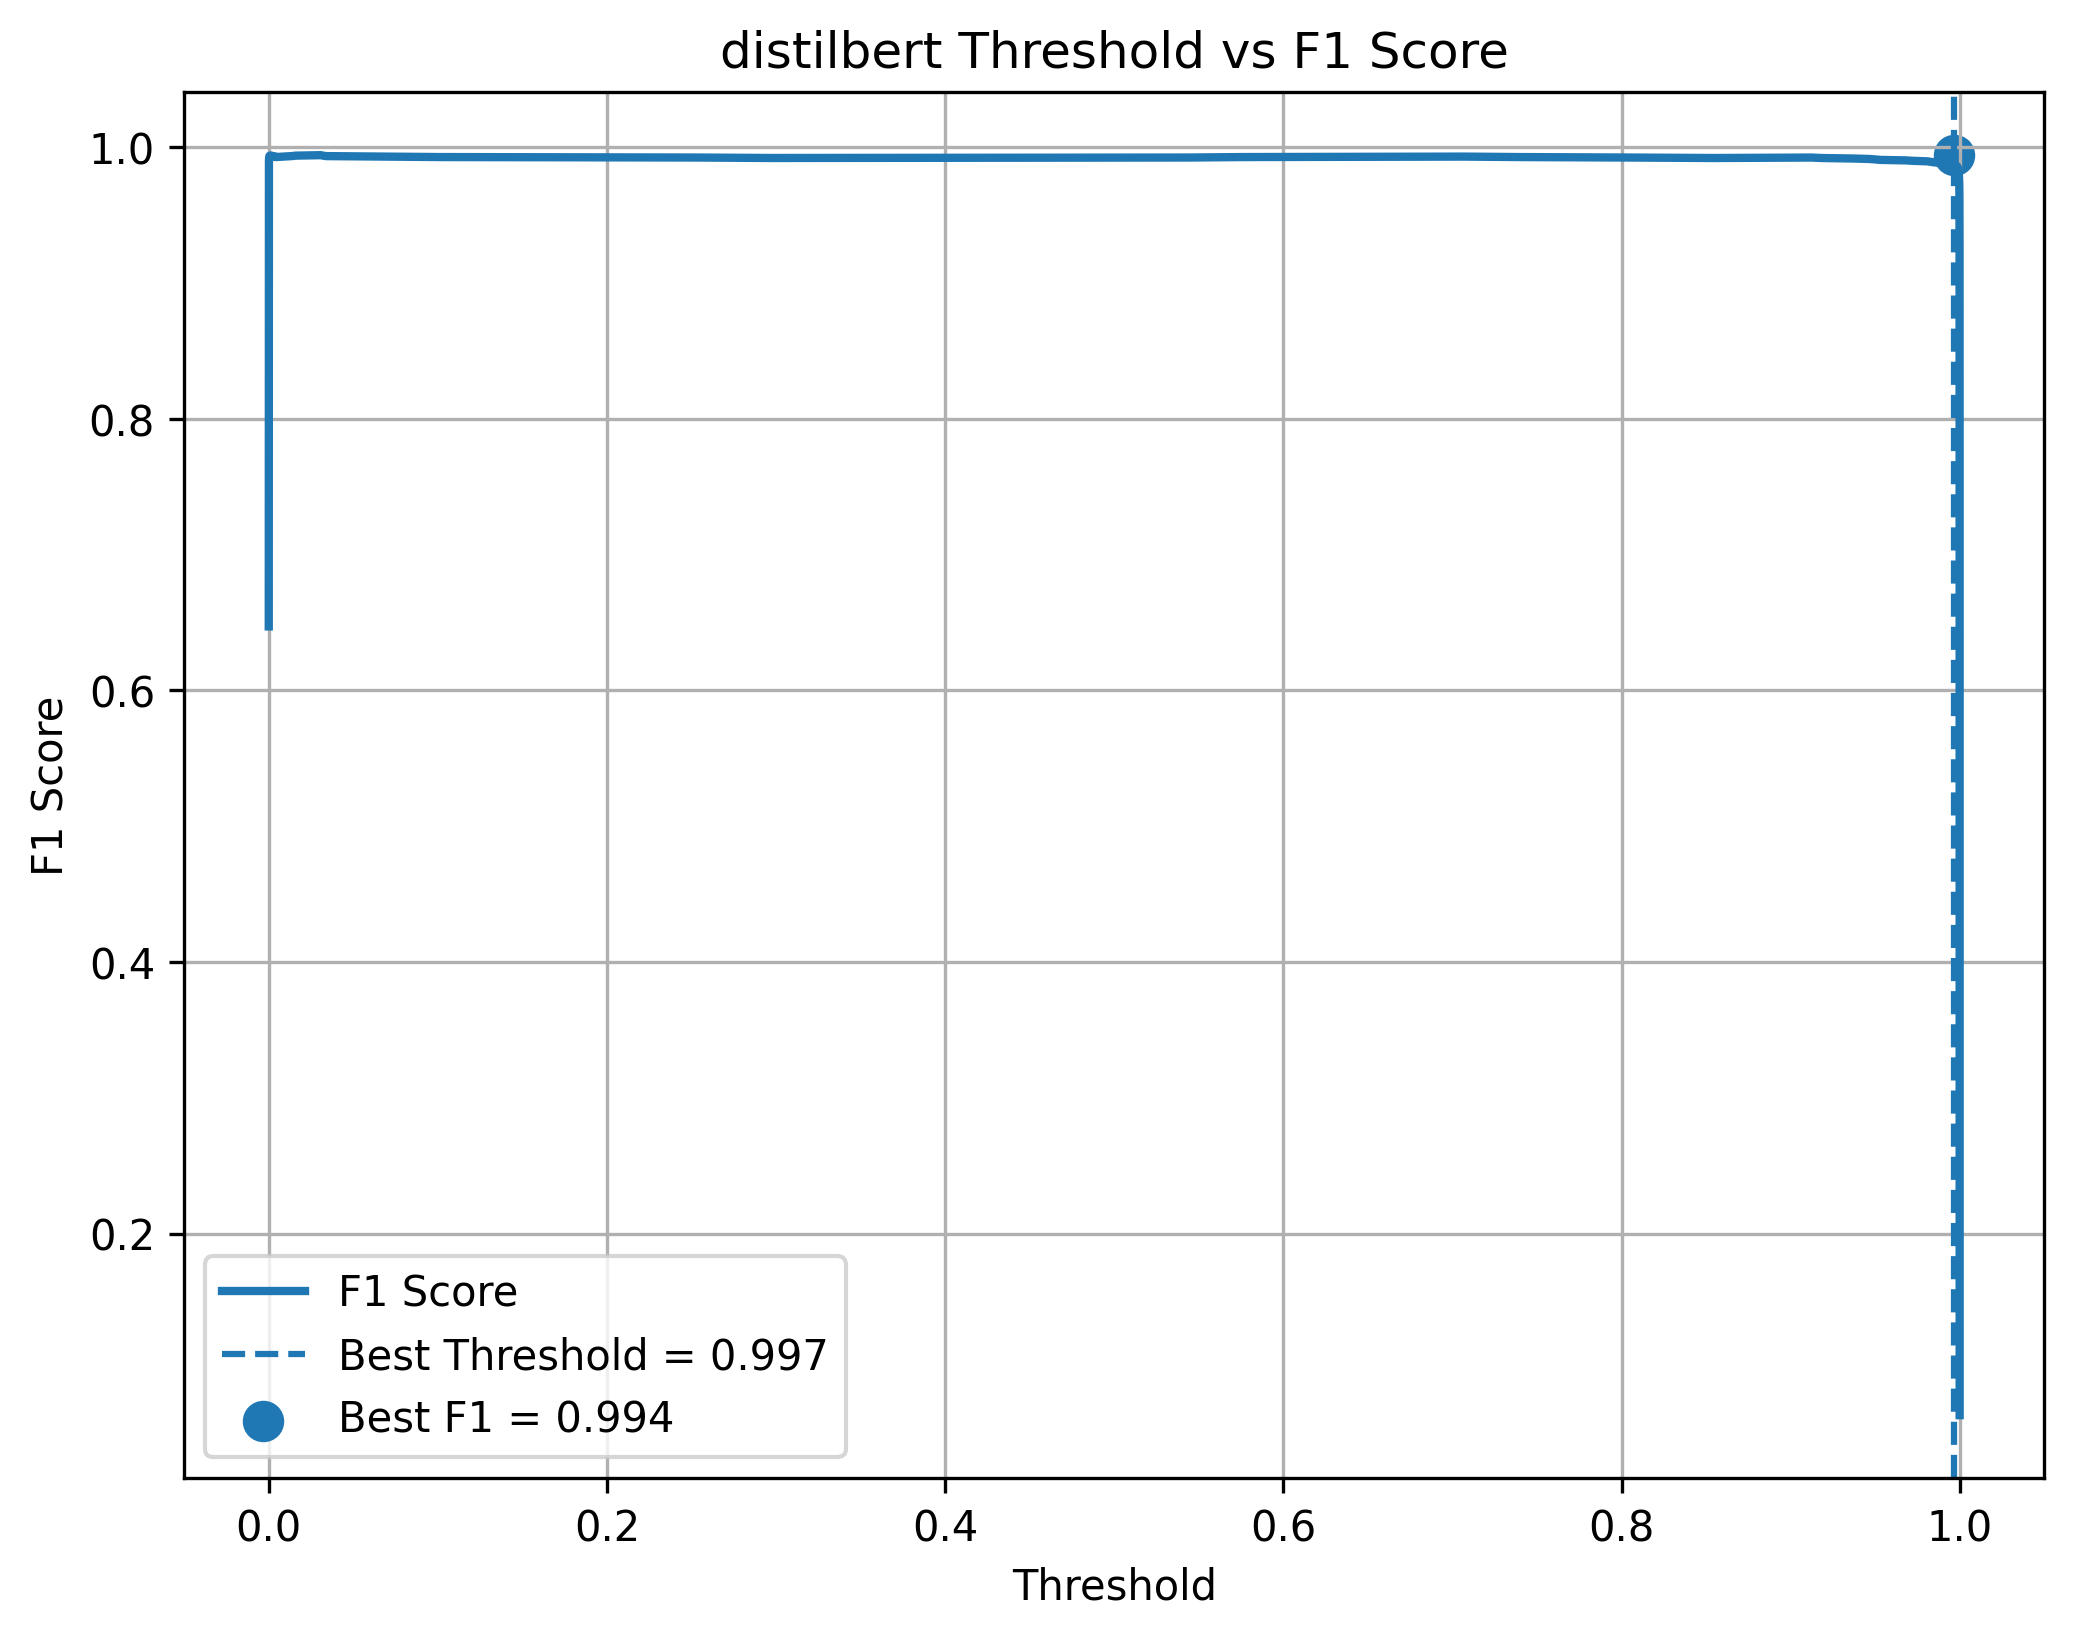 distilbert Threshold vs F1 Score
1.0
0.8
0.6
0.4
0.2
F1 Score
F1 Score
Best Threshold = 0.997
Best F1 = 0.994
0.0 0.2 0.4 0.6 0.8 1.0
Threshold